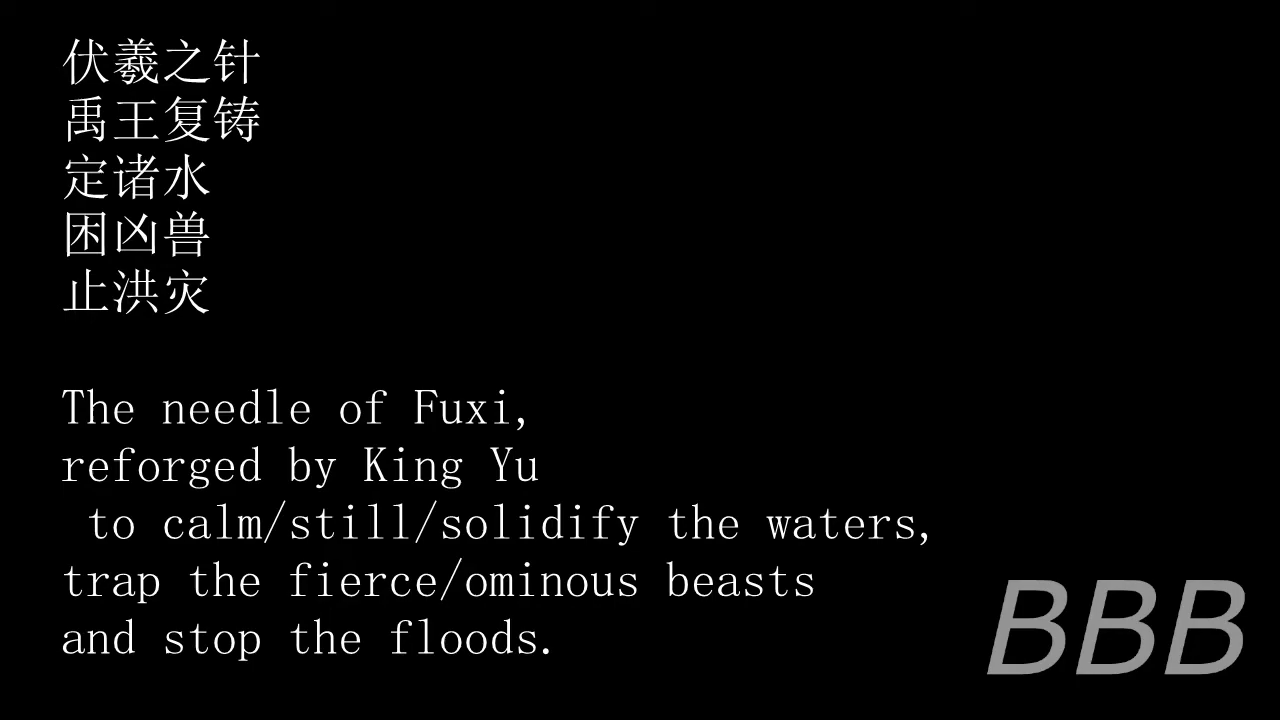 伏羲之针
禹王复铸
定诸水
困凶兽
止洪灾
The needle of Fuxi,
reforged by King Yu
to calm/still/solidify the waters,
trap the fierce/ominous beasts
and stop the floods.
BBB